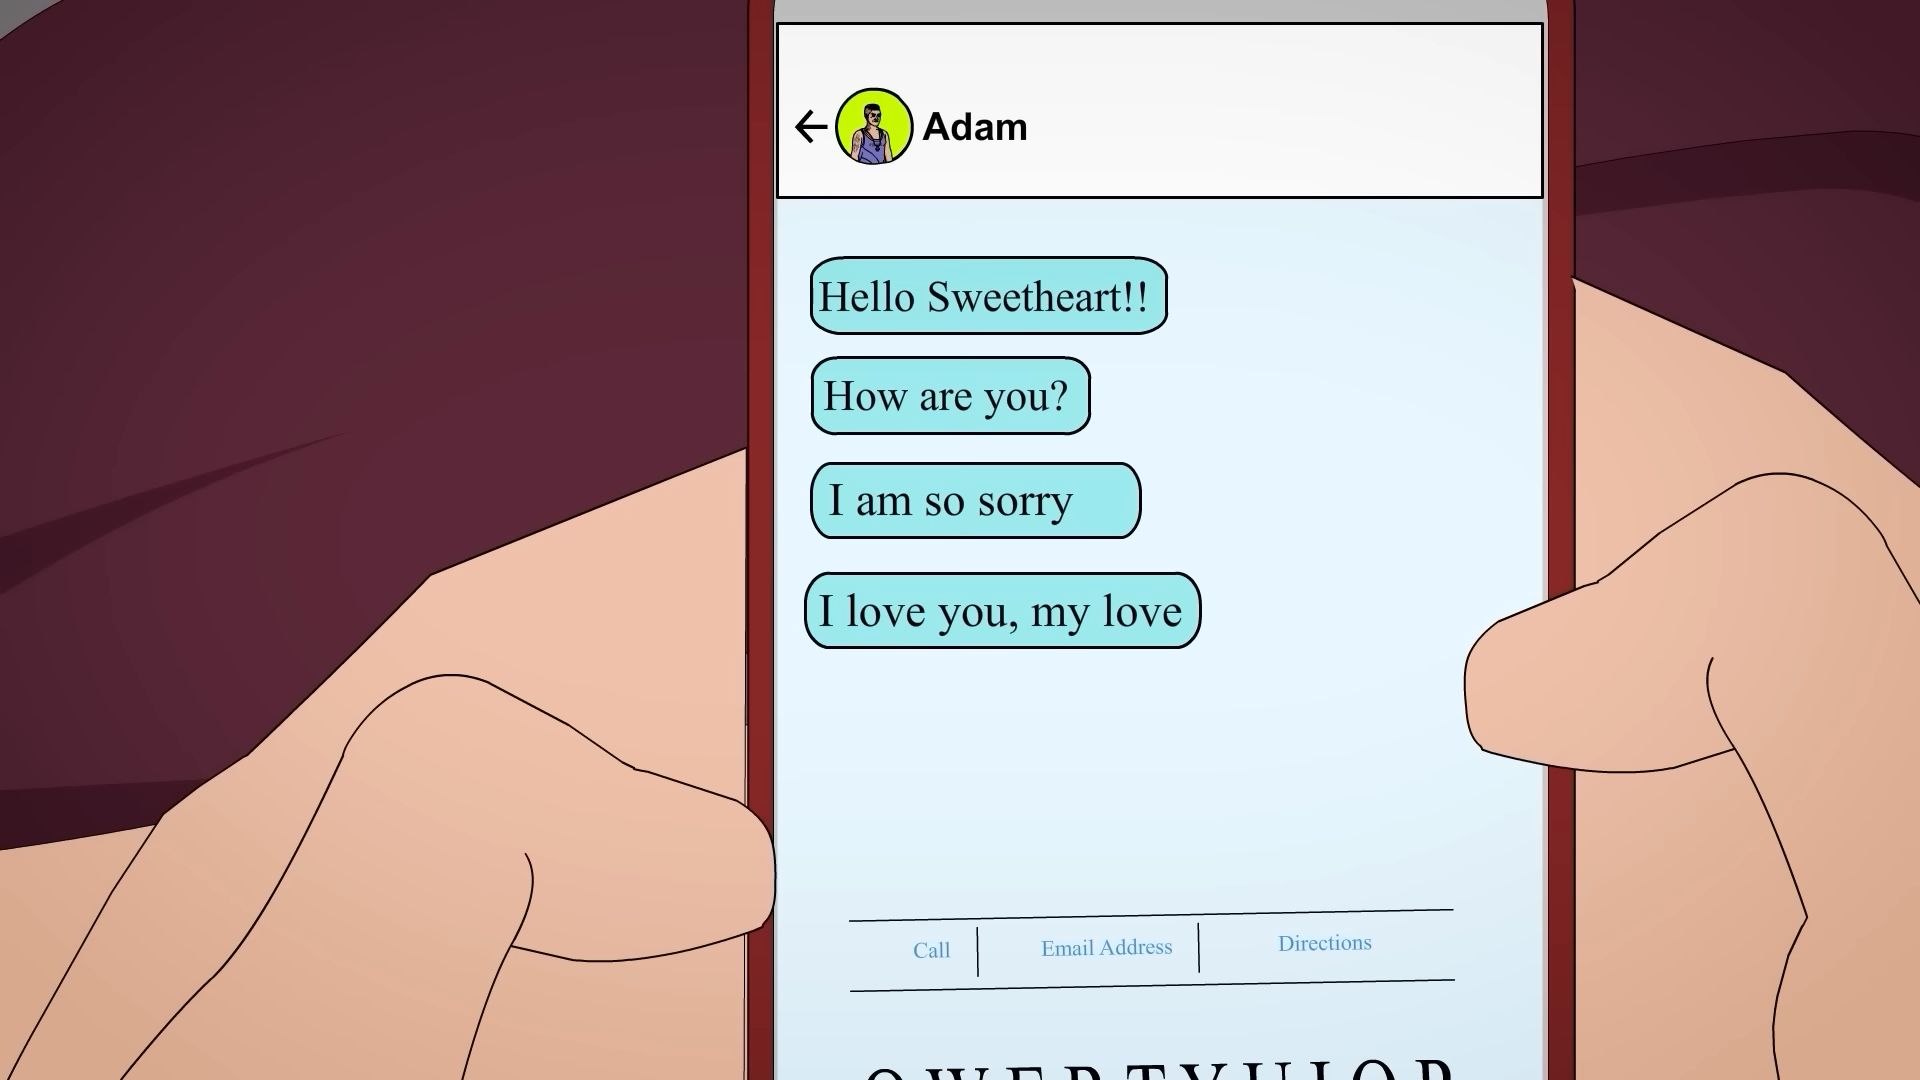 Adam
Hello Sweetheart!!
How are you?
I am so sorry
I love you, my love
Call
Email Address
Directions
Q W E R T Y U I O P